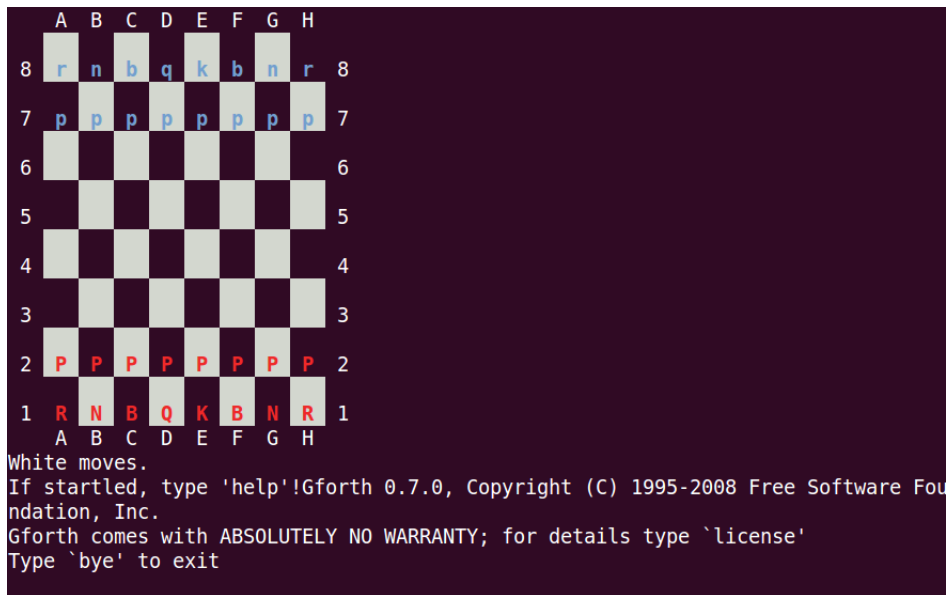 A B C D E F G H
8 r n b q k b n r 8
7 p p p p p p p p 7
6 6
5 5
4 4
3 3
2 P P P P P P P P 2
1 R N B Q K B N R 1
A B C D E F G H
White moves.
If startled, type 'help'!Gforth 0.7.0, Copyright (C) 1995-2008 Free Software Fou
ndation, Inc.
Gforth comes with ABSOLUTELY NO WARRANTY; for details type `license'
Type `bye' to exit